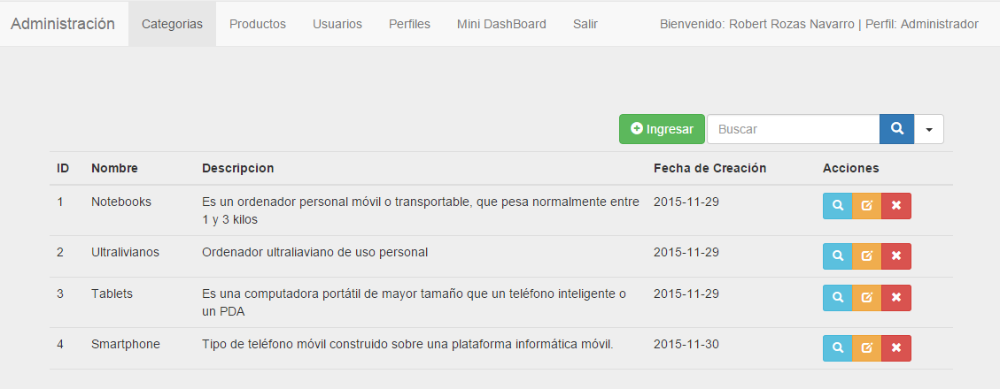 Administración Categorias Productos Usuarios Perfiles Mini DashBoard Salir Bienvenido: Robert Rozas Navarro | Perfil: Administrador
Ingresar Buscar
ID Nombre Descripcion Fecha de Creación Acciones
1 Notebooks Es un ordenador personal móvil o transportable, que pesa normalmente entre 2015-11-29
1 y 3 kilos
2 Ultralivianos Ordenador ultraliaviano de uso personal 2015-11-29
3 Tablets Es una computadora portátil de mayor tamaño que un teléfono inteligente o 2015-11-29
un PDA
4 Smartphone Tipo de teléfono móvil construido sobre una plataforma informática móvil. 2015-11-30